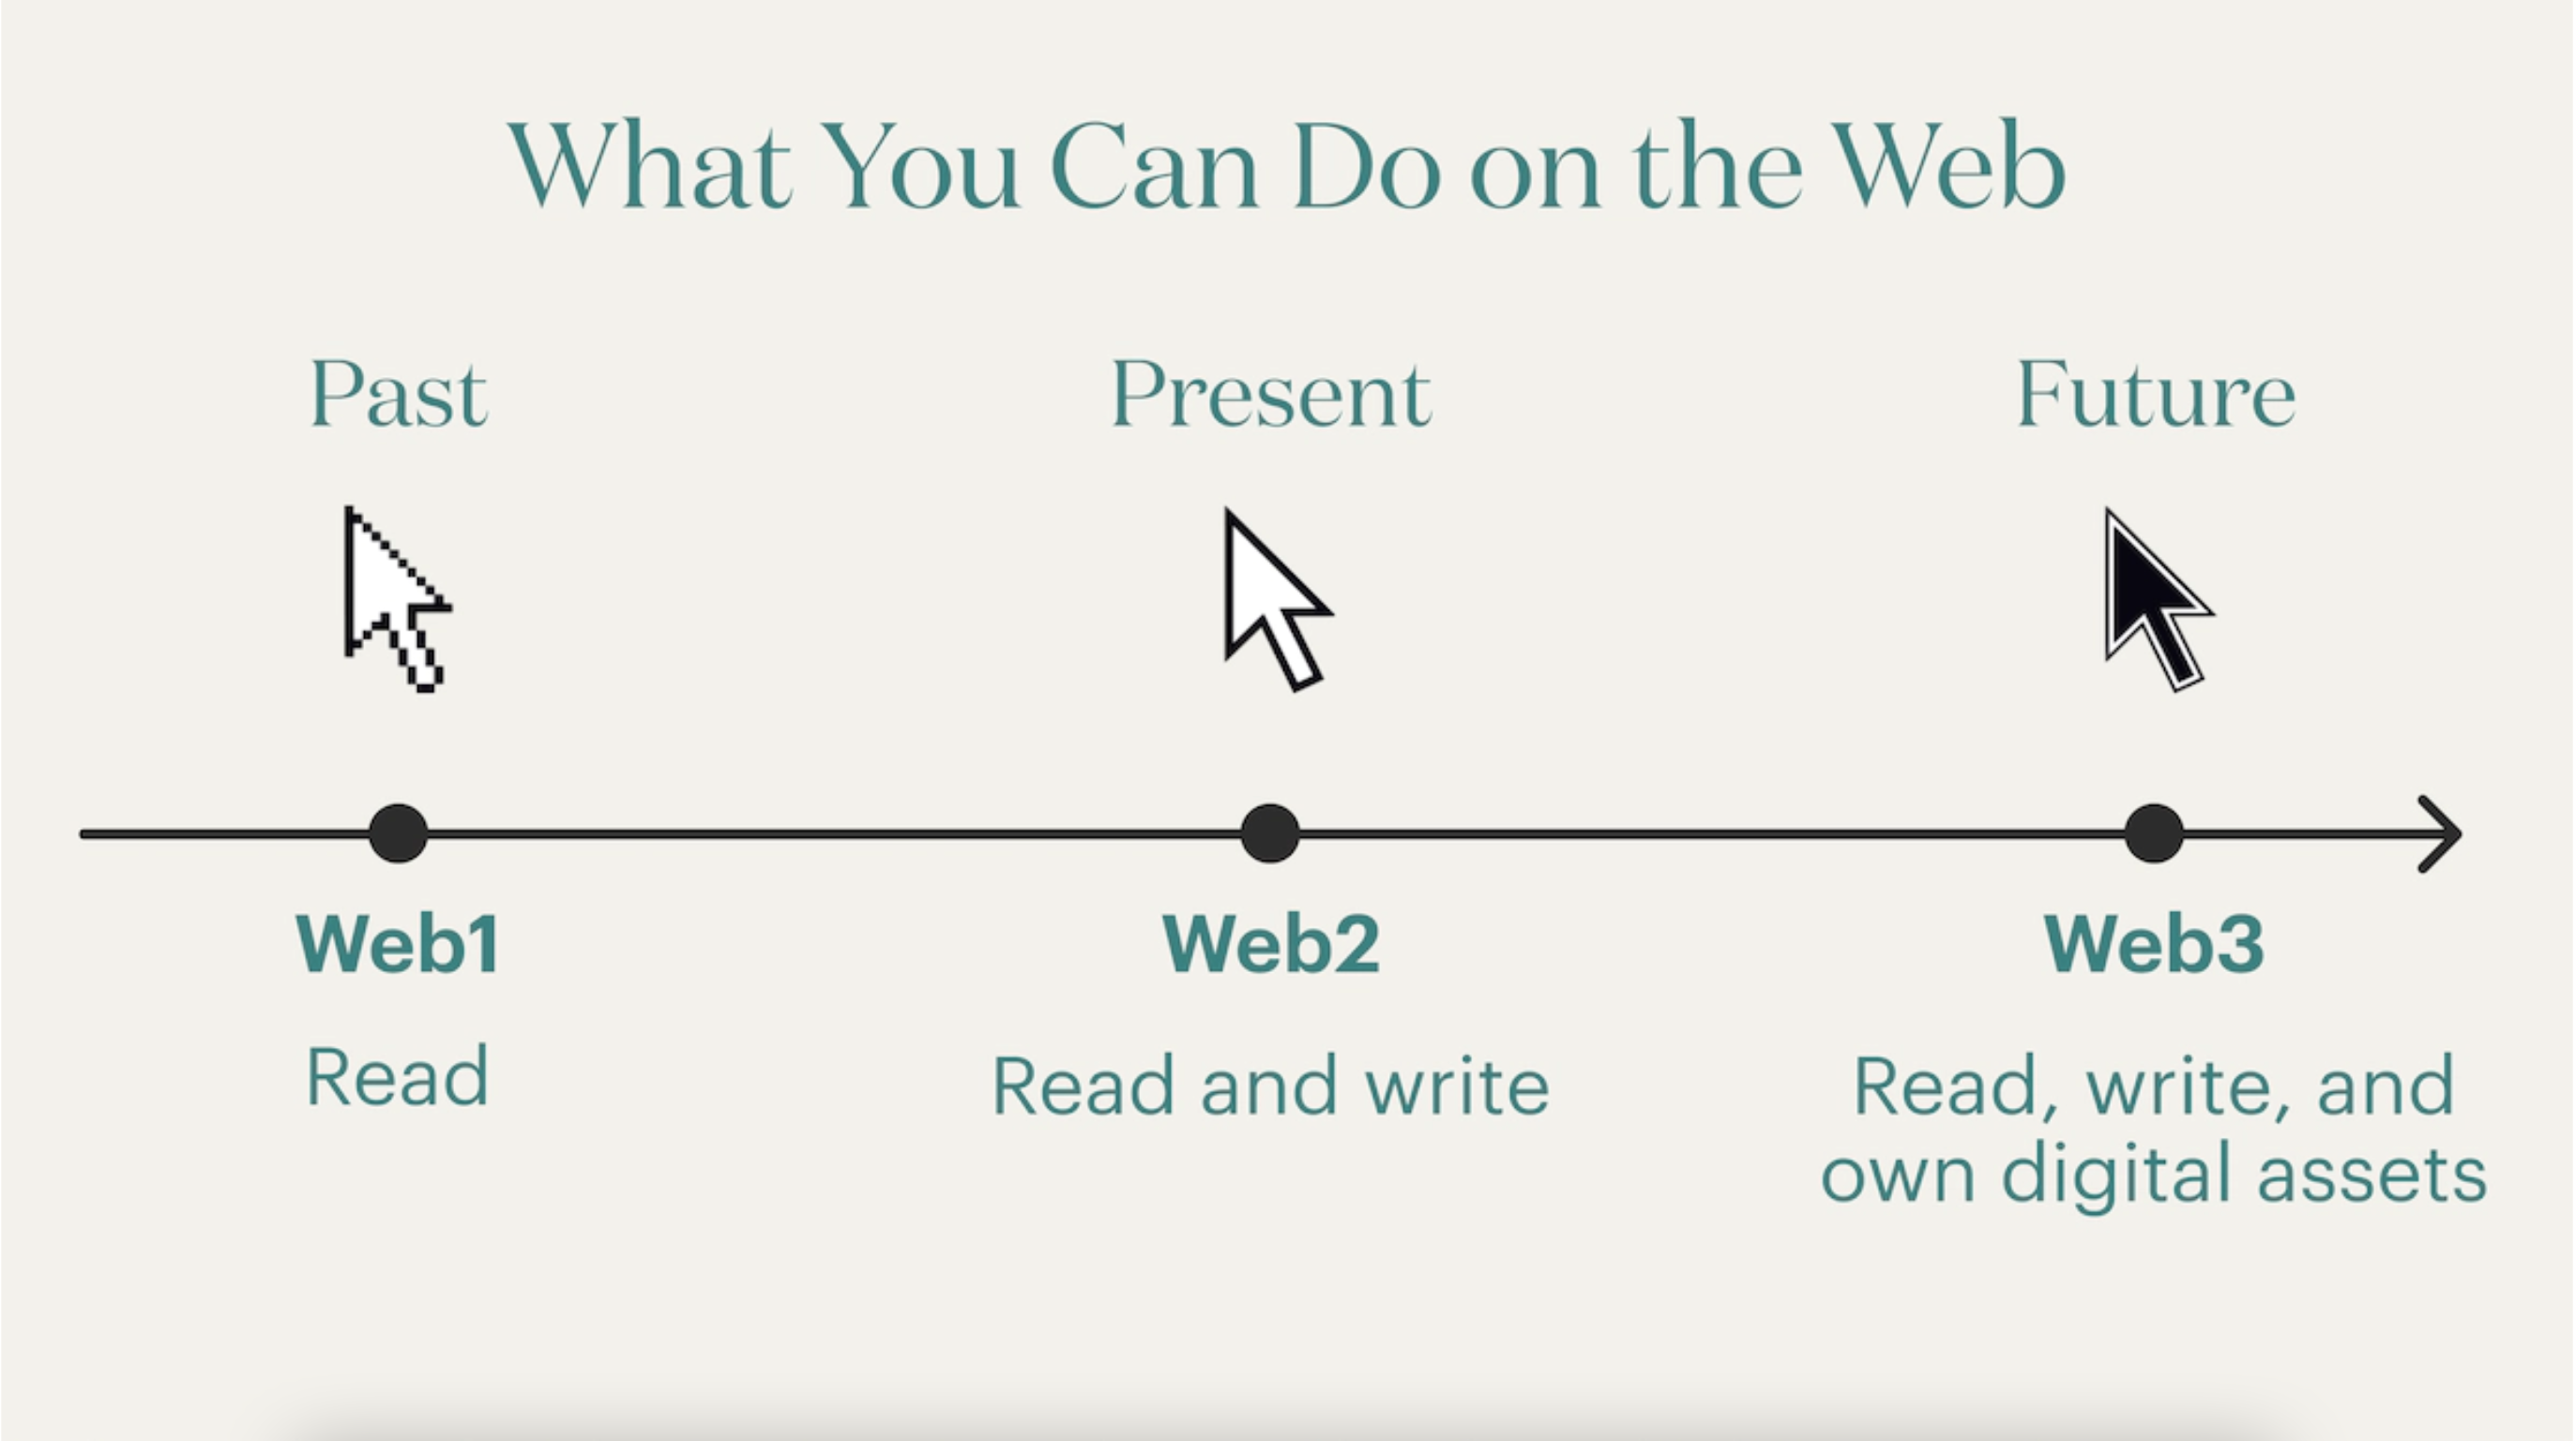 What You Can Do on the Web
Past
Present
Future
Web1
Web2
Web3
Read
Read and write
Read, write, and
own digital assets